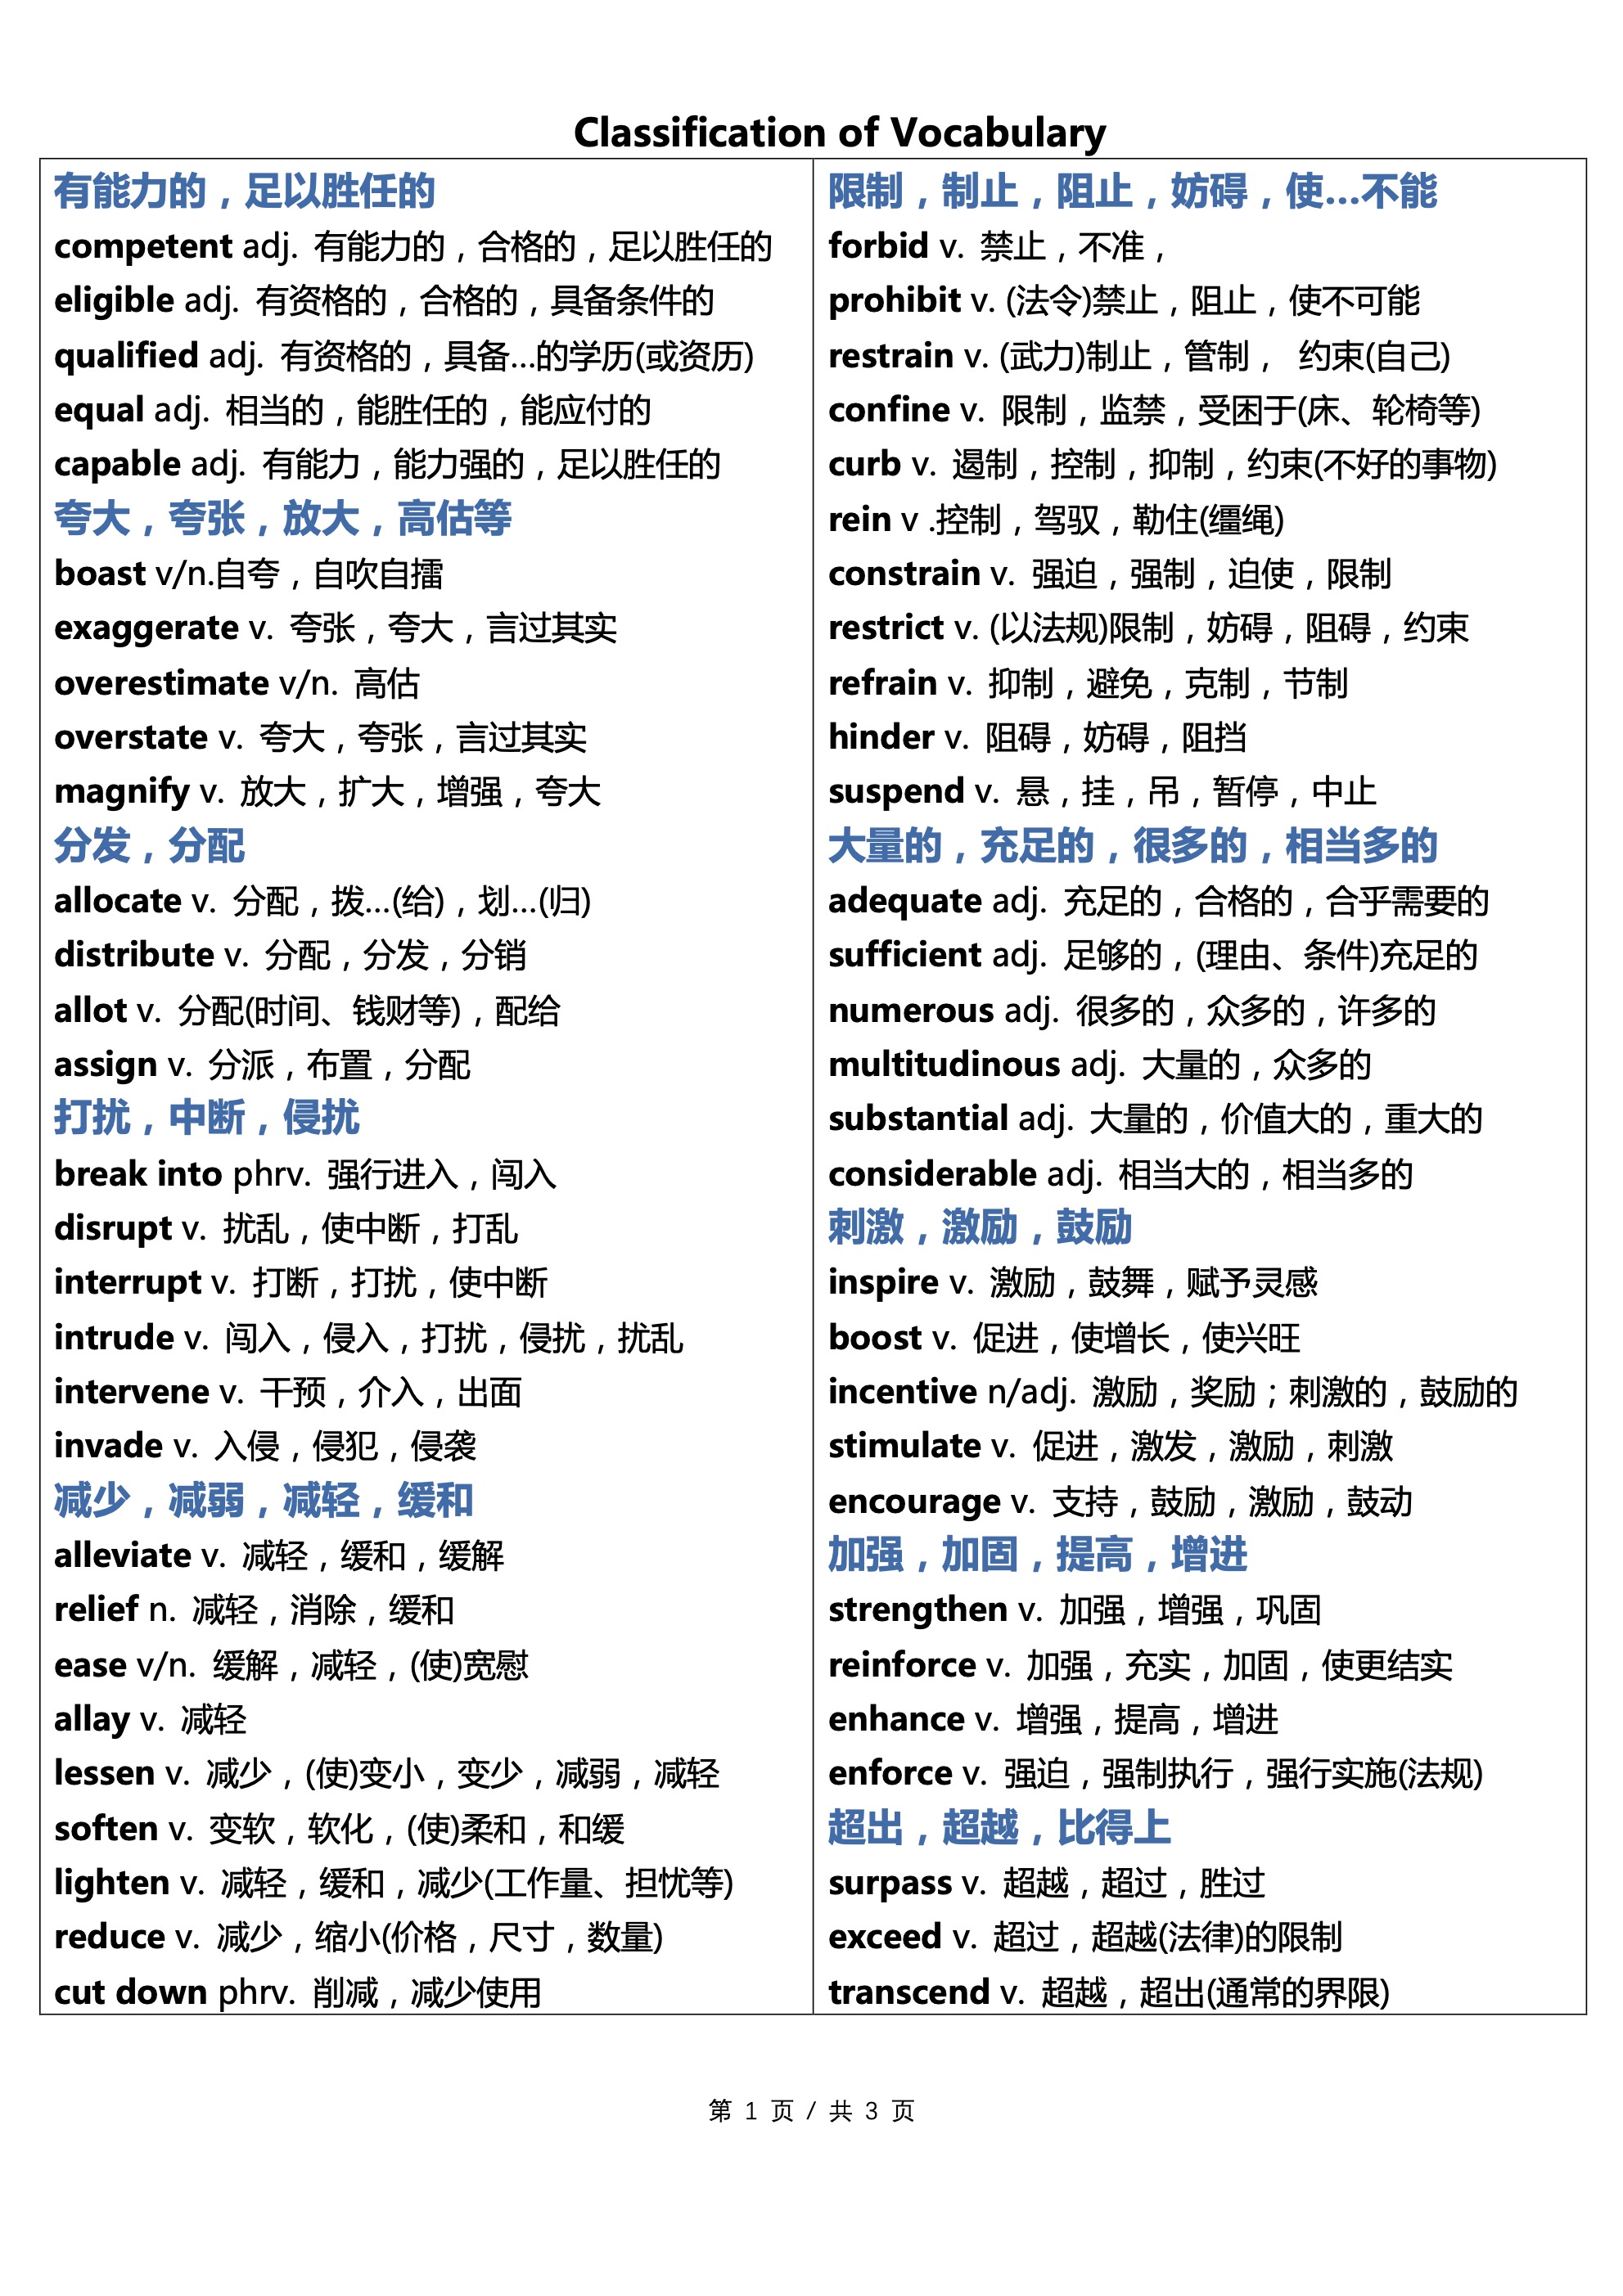 Classification of Vocabulary
有能力的，足以胜任的
competent adj. 有能力的，合格的，足以胜任的
eligible adj. 有资格的，合格的，具备条件的
qualified adj. 有资格的，具备...的学历(或资历)
equal adj. 相当的，能胜任的，能应付的
capable adj. 有能力，能力强的，足以胜任的
夸大，夸张，放大，高估等
boast v/n.自夸，自吹自擂
exaggerate v. 夸张，夸大，言过其实
overestimate v/n. 高估
overstate v. 夸大，夸张，言过其实
magnify v. 放大，扩大，增强，夸大
分发，分配
allocate v. 分配，拨...(给)，划...(归)
distribute v. 分配，分发，分销
allot v. 分配(时间、钱财等)，配给
assign v. 分派，布置，分配
打扰，中断，侵扰
break into phrv. 强行进入，闯入
disrupt v. 扰乱，使中断，打乱
interrupt v. 打断，打扰，使中断
intrude v. 闯入，侵入，打扰，侵扰，扰乱
intervene v. 干预，介入，出面
invade v. 入侵，侵犯，侵袭
减少，减弱，减轻，缓和
alleviate v. 减轻，缓和，缓解
relief n. 减轻，消除，缓和
ease v/n. 缓解，减轻，(使)宽慰
allay v. 减轻
lessen v. 减少，(使)变小，变少，减弱，减轻
soften v. 变软，软化，(使)柔和，和缓
lighten v. 减轻，缓和，减少(工作量、担忧等)
reduce v. 减少，缩小(价格，尺寸，数量)
cut down phrv. 削减，减少使用
限制，制止，阻止，妨碍，使...不能
forbid v. 禁止，不准，
prohibit v. (法令)禁止，阻止，使不可能
restrain v. (武力)制止，管制， 约束(自己)
confine v. 限制，监禁，受困于(床、轮椅等)
curb v. 遏制，控制，抑制，约束(不好的事物)
rein v .控制，驾驭，勒住(缰绳)
constrain v. 强迫，强制，迫使，限制
restrict v. (以法规)限制，妨碍，阻碍，约束
refrain v. 抑制，避免，克制，节制
hinder v. 阻碍，妨碍，阻挡
suspend v. 悬，挂，吊，暂停，中止
大量的，充足的，很多的，相当多的
adequate adj. 充足的，合格的，合乎需要的
sufficient adj. 足够的，(理由、条件)充足的
numerous adj. 很多的，众多的，许多的
multitudinous adj. 大量的，众多的
substantial adj. 大量的，价值大的，重大的
considerable adj. 相当大的，相当多的
刺激，激励，鼓励
inspire v. 激励，鼓舞，赋予灵感
boost v. 促进，使增长，使兴旺
incentive n/adj. 激励，奖励；刺激的，鼓励的
stimulate v. 促进，激发，激励，刺激
encourage v. 支持，鼓励，激励，鼓动
加强，加固，提高，增进
strengthen v. 加强，增强，巩固
reinforce v. 加强，充实，加固，使更结实
enhance v. 增强，提高，增进
enforce v. 强迫，强制执行，强行实施(法规)
超出，超越，比得上
surpass v. 超越，超过，胜过
exceed v. 超过，超越(法律)的限制
transcend v. 超越，超出(通常的界限)
第 1 页 / 共 3 页